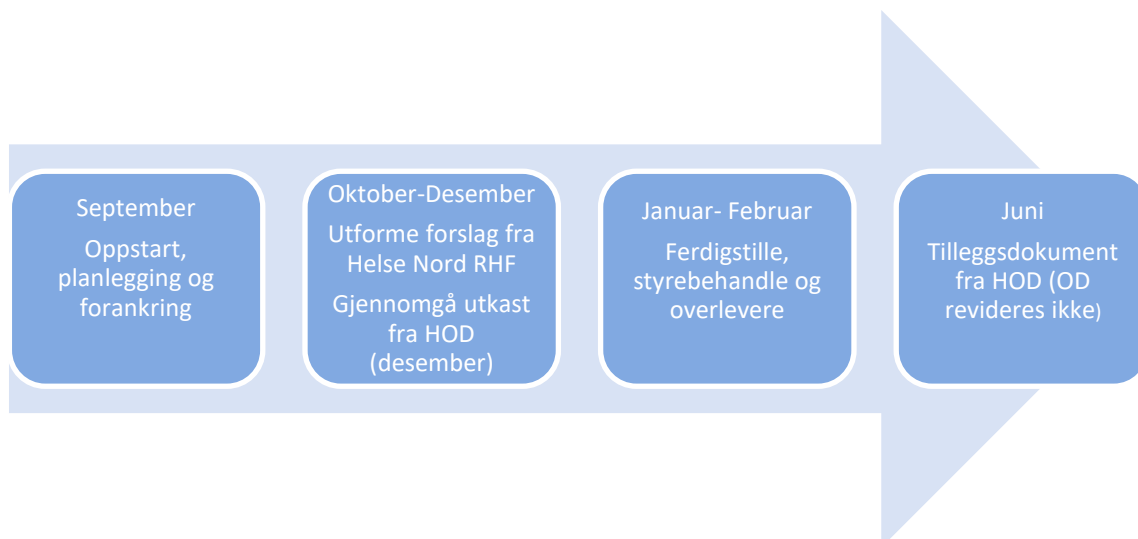 September
Oppstart,
planlegging og
forankring
Oktober-Desember
Utforme forslag fra
Helse Nord RHF
Gjennomgå utkast
fra HOD
(desember)
Januar- Februar
Ferdigstille,
styrebehandle og
overlevere
Juni
Tilleggsdokument
fra HOD (OD
revideres ikke)